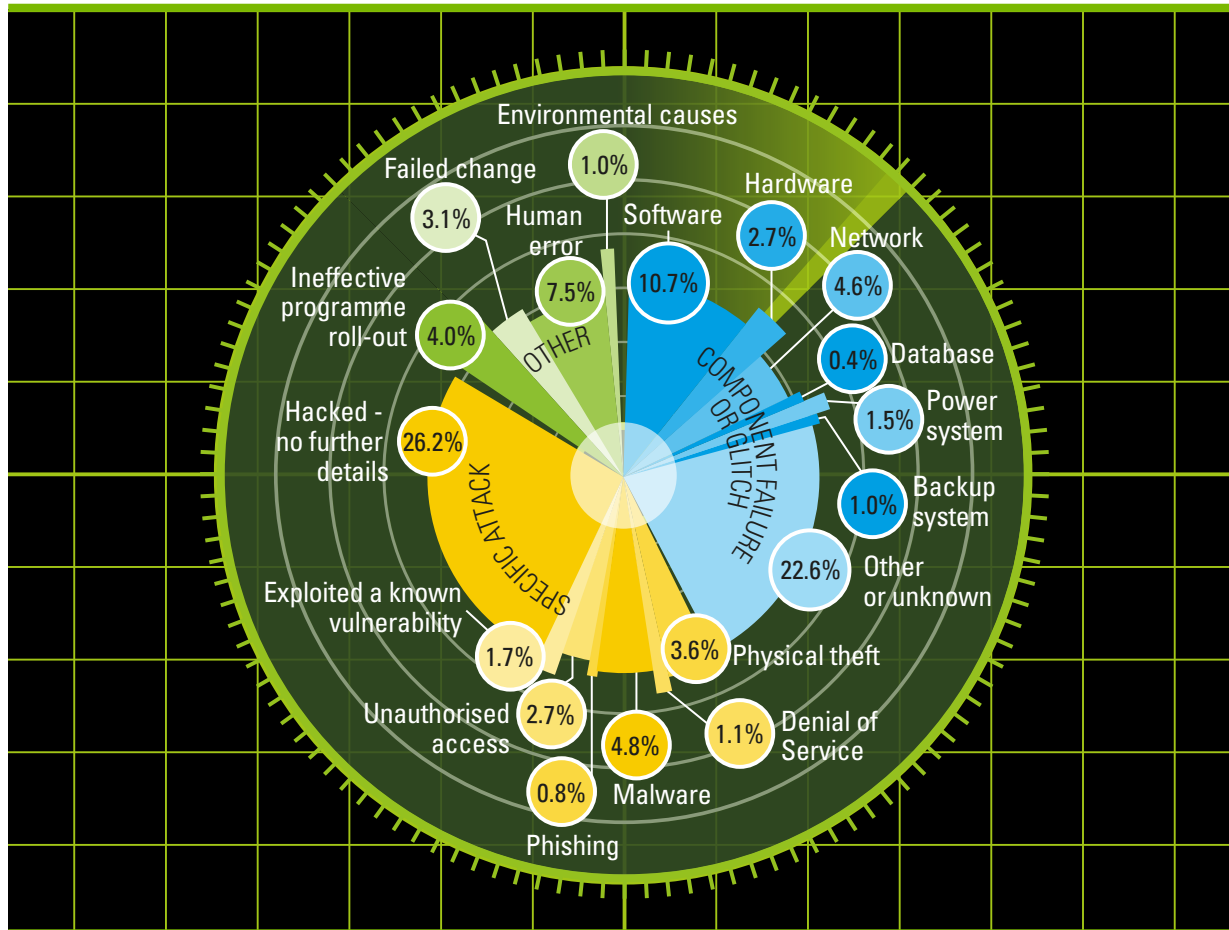 Environmental causes
1.0%
Failed change
3.1%
Human
error
7.5%
Ineffective
programme
roll-out
4.0%
OTHER
Software
10.7%
Hardware
2.7%
Network
4.6%
Database
0.4%
Power
system
1.5%
Backup
system
1.0%
Other
or unknown
22.6%
COMPONENT FAILURE
OR GLITCH
Physical theft
3.6%
Denial of
Service
1.1%
Malware
4.8%
Phishing
0.8%
Unauthorised
access
2.7%
Exploited a known
vulnerability
1.7%
Hacked -
no further
details
26.2%
SPECIFIC ATTACK